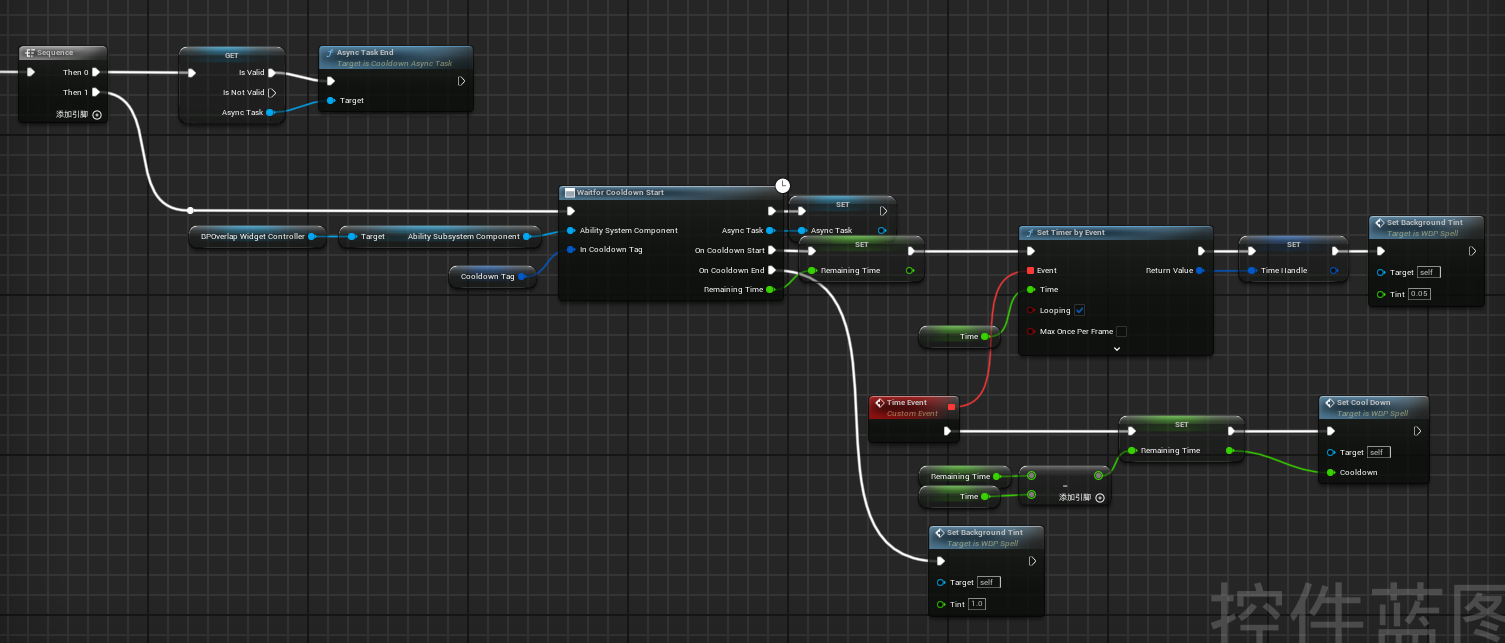 Sequence
Then 0
Then 1
添加引脚
GET
Is Valid
Is Not Valid
Async Task
Async Task End
Target is Cooldown Async Task
Target
BPOverlap Widget Controller
Target
Ability Subsystem Component
Cooldown Tag
Waitfor Cooldown Start
Ability System Component
In Cooldown Tag
Async Task
On Cooldown Start
On Cooldown End
Remaining Time
SET
Async Task
SET
Remaining Time
Set Timer by Event
Event
Time
Looping
Max Once Per Frame
Return Value
Time
SET
Time Handle
Set Background Tint
Target is WBP Spell
Target self
Tint 0.05
Time Event
Custom Event
Remaining Time
Time
-
添加引脚
SET
Remaining Time
Set Cool Down
Target is WBP Spell
Target self
Cooldown
Set Background Tint
Target is WBP Spell
Target self
Tint 1.0
控件蓝图